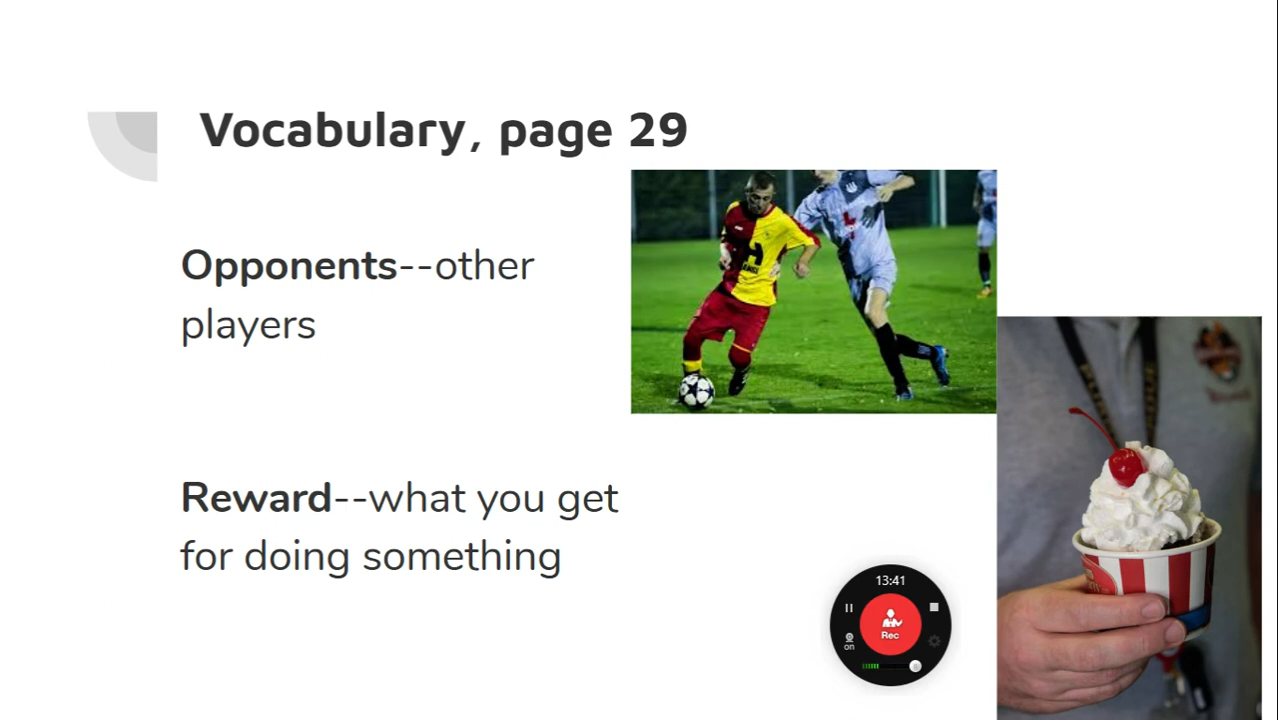 Vocabulary, page 29
Opponents--other
players
Reward--what you get
for doing something
13:41
Rec
on